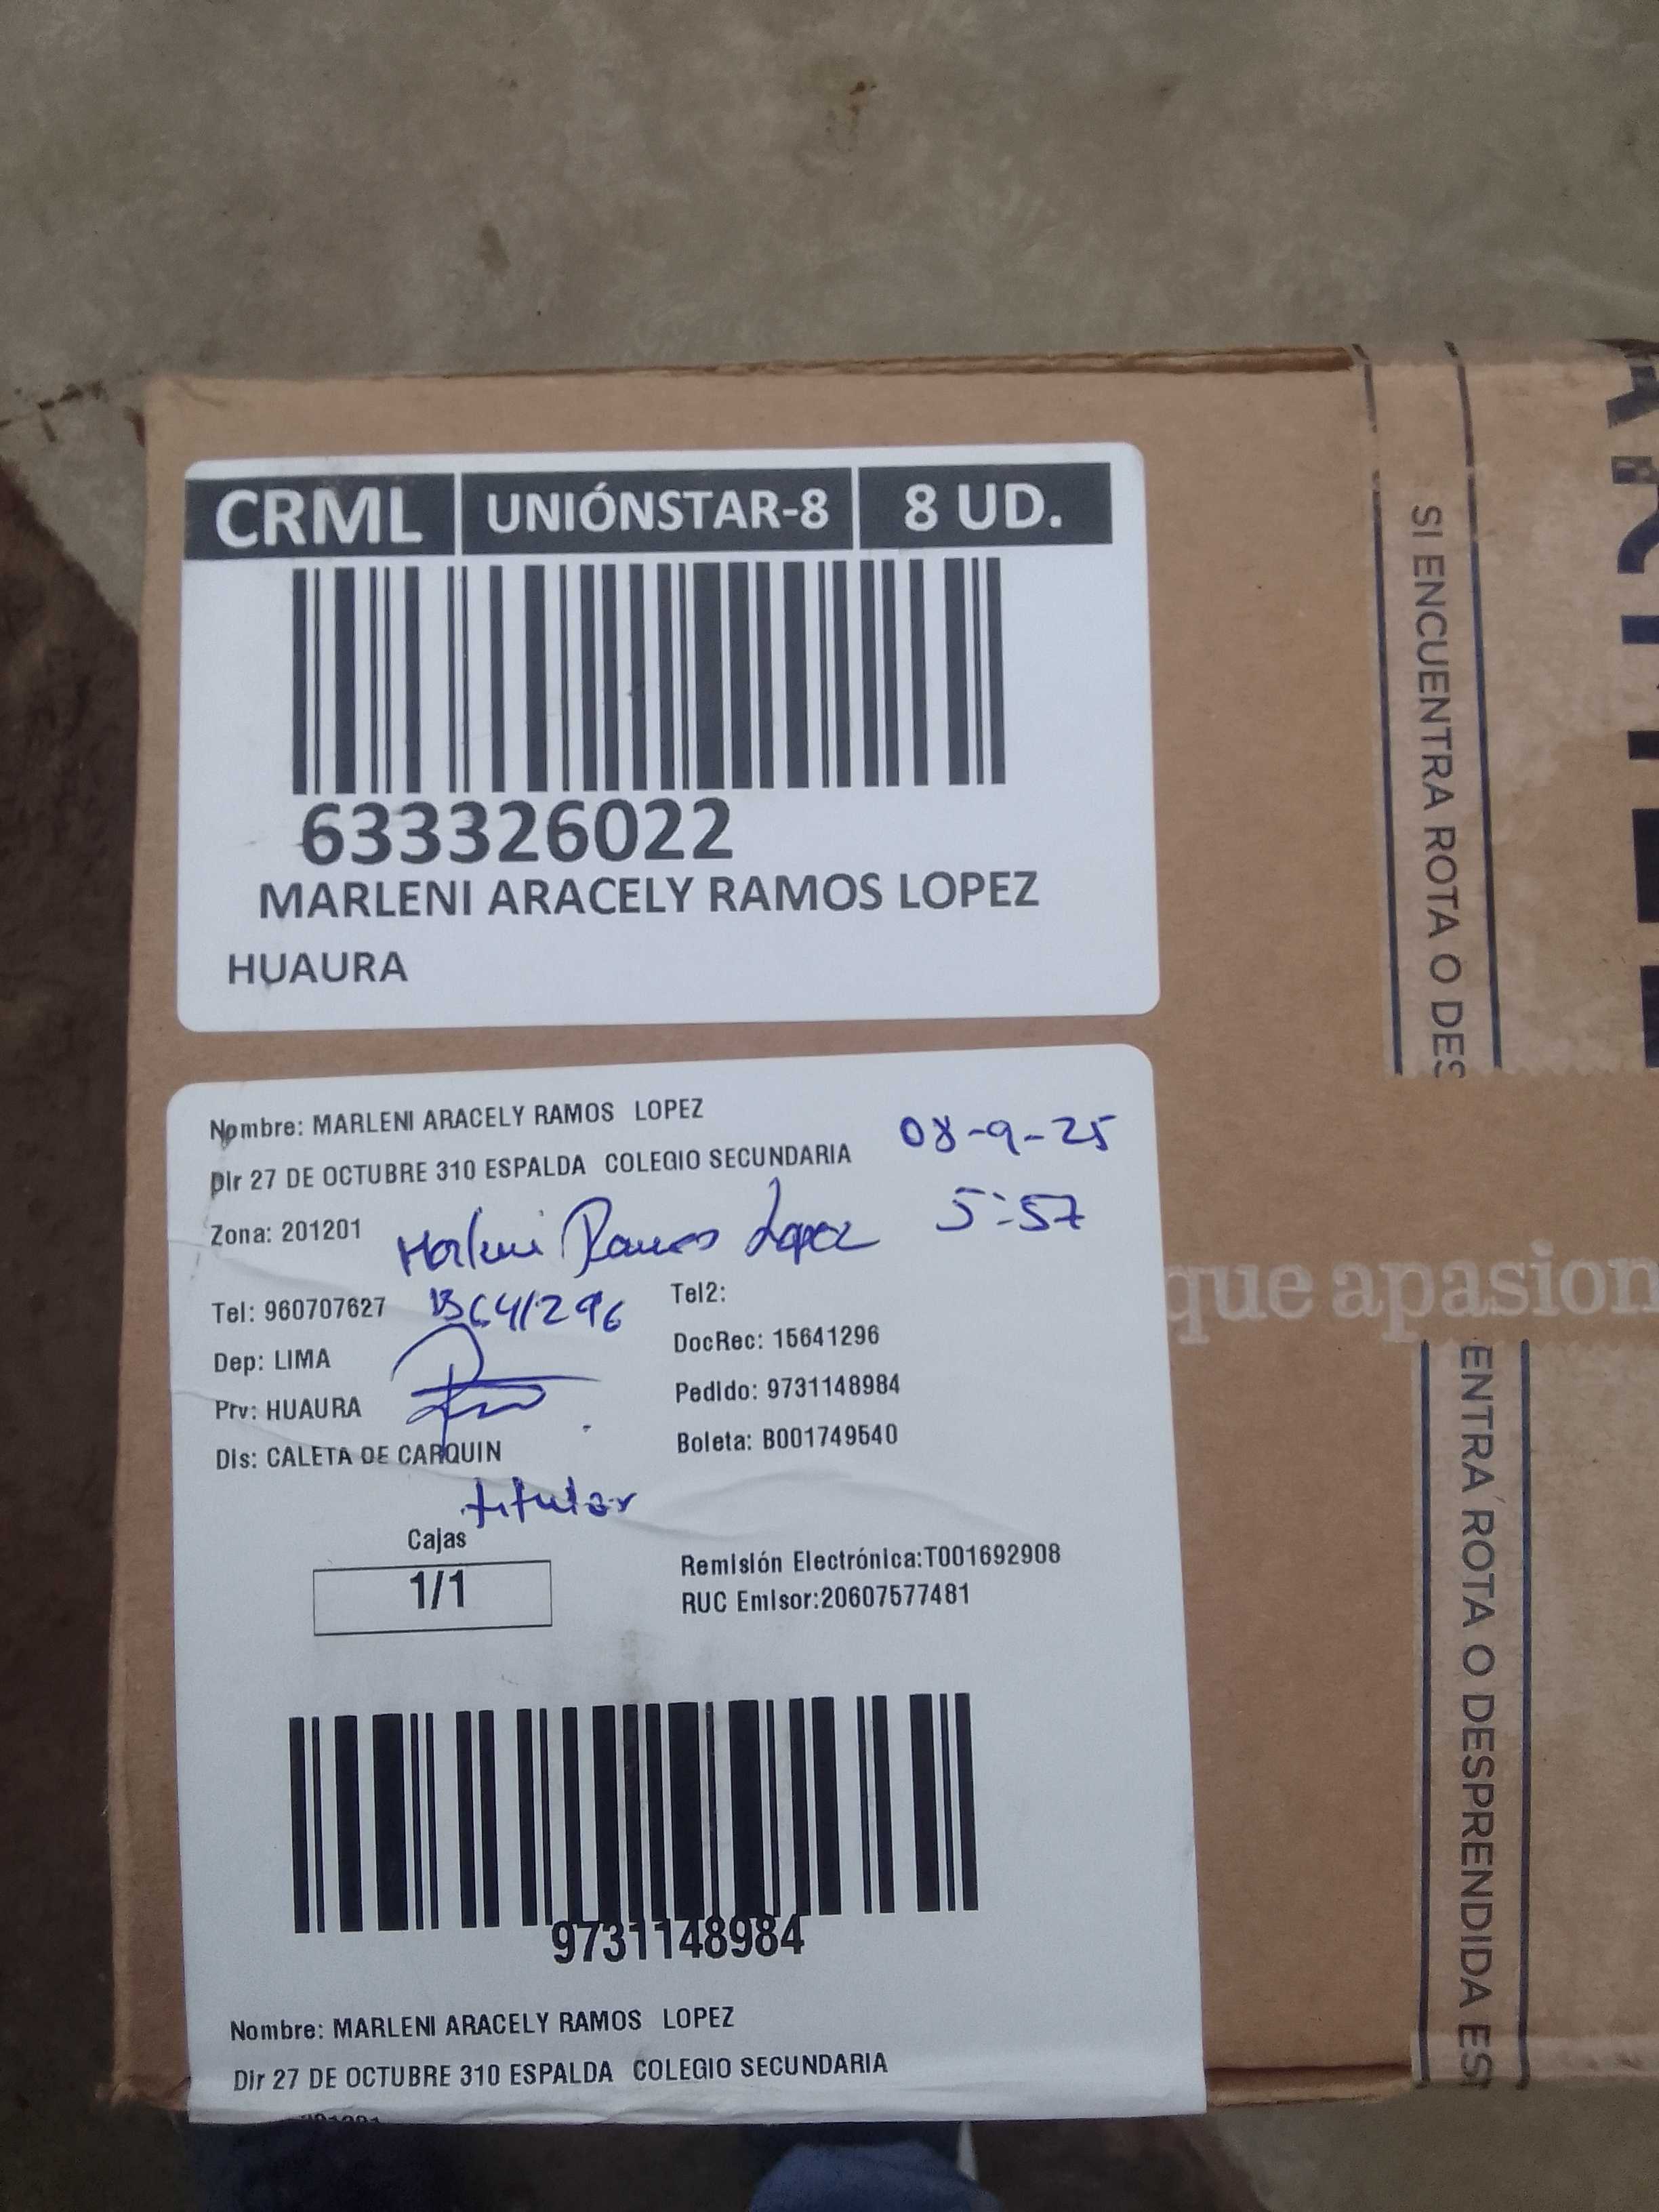 CRML UNIÓNSTAR-8 8 UD.
633326022
MARLENI ARACELY RAMOS LOPEZ
HUAURA
Nombre: MARLENI ARACELY RAMOS LOPEZ
08-9-25
Dir 27 DE OCTUBRE 310 ESPALDA COLEGIO SECUNDARIA
5:57
Zona: 201201
Marleni Ramos Lopez
Tel: 960707627
Tel2:
Dep: LIMA
DocRec: 15641296
Prv: HUAURA
Pedido: 9731148984
Dis: CALETA DE CARQUIN
Boleta: B001749540
titular
Cajas
1/1
Remisión Electrónica:T001692908
RUC Emisor:20607577481
9731148984
Nombre: MARLENI ARACELY RAMOS LOPEZ
Dir 27 DE OCTUBRE 310 ESPALDA COLEGIO SECUNDARIA
SI ENCUENTRA ROTA O
que
ROTA O DESPRENDIDA